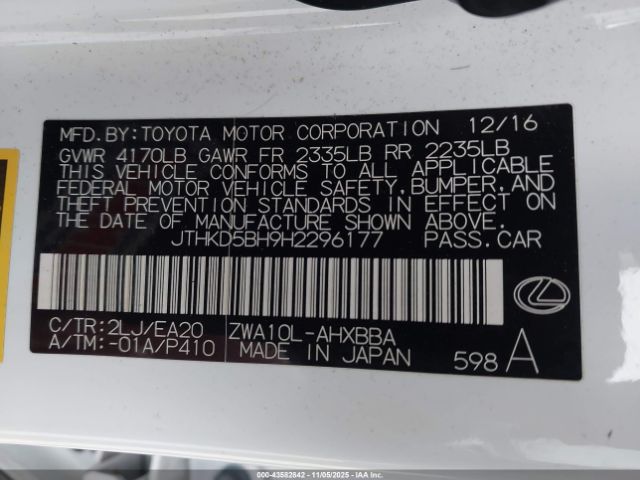 MFD.BY:TOYOTA MOTOR CORPORATION 12/16
GVWR 4170LB GAWR FR 2335LB RR 2235LB
THIS VEHICLE CONFORMS TO ALL APPLICABLE
FEDERAL MOTOR VEHICLE SAFETY,BUMPER,AND
THEFT PREVENTION STANDARDS IN EFFECT ON
THE DATE OF MANUFACTURE SHOWN ABOVE.
JTHKD5BH9H2296177 PASS.CAR
C/TR:2LJ/EA20 ZWA10L-AHXBBA
A/TM:-01A/P410 MADE IN JAPAN 598 A
© IAA - 43582642 - 11/05/2025 - IAAI.COM